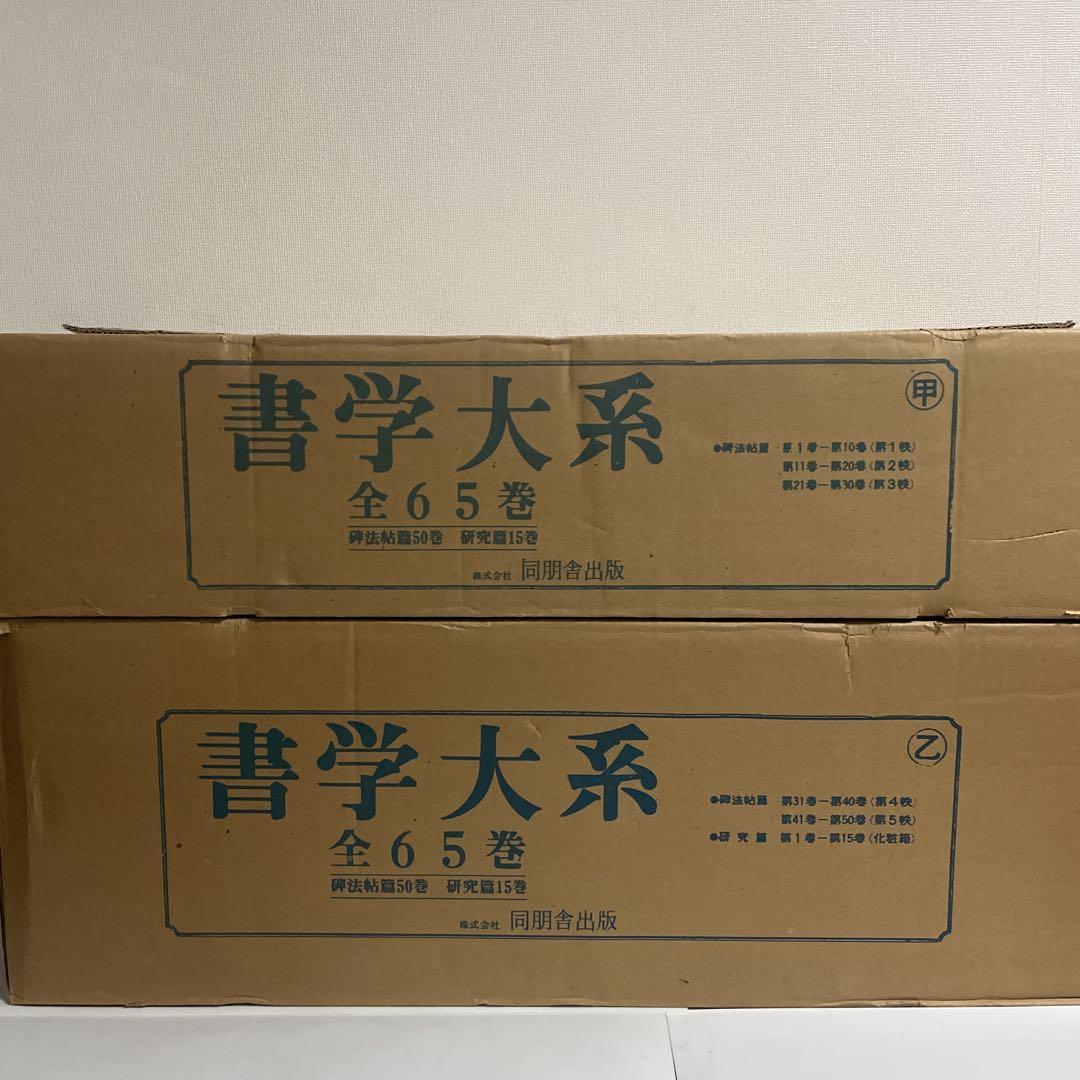 書学大系
全65巻
碑法帖篇50巻 研究篇15巻
株式会社 同朋舎出版
㊙甲
●碑法帖篇 第1巻－第10巻(第1帙)
第11巻－第20巻(第2帙)
第21巻－第30巻(第3帙)
書学大系
全65巻
碑法帖篇50巻 研究篇15巻
株式会社 同朋舎出版
乙
●碑法帖篇 第31巻－第40巻(第4帙)
第41巻－第50巻(第5帙)
●研究篇 第1巻－第15巻(化粧箱)